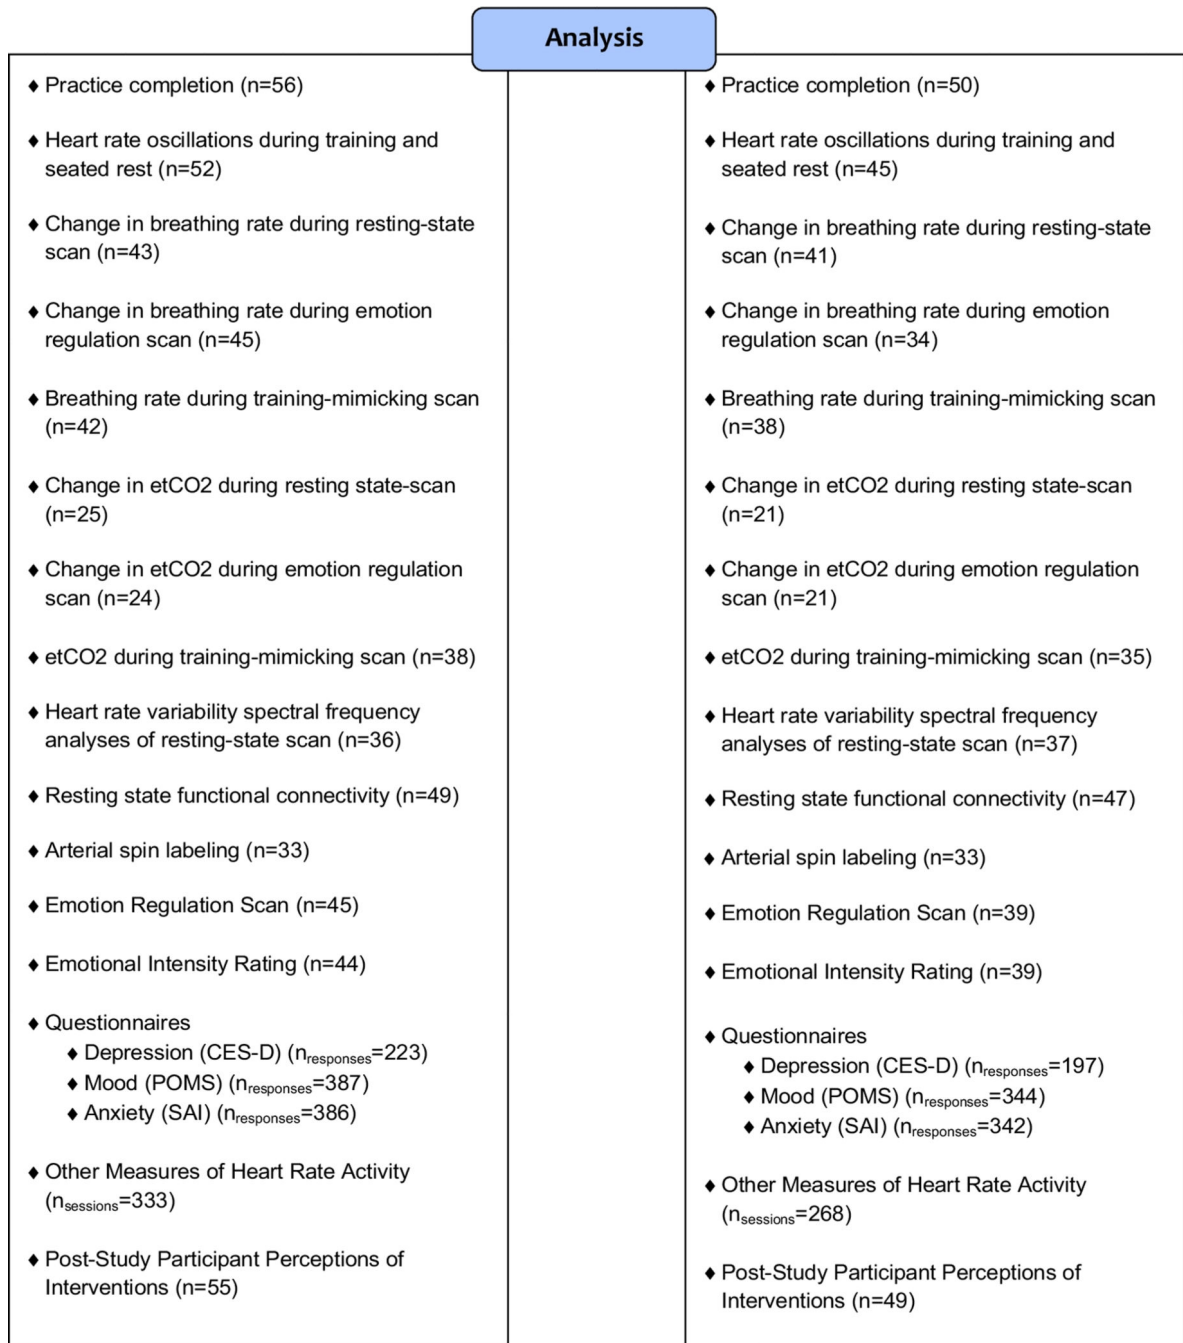 Analysis
♦ Practice completion (n=56)
♦ Heart rate oscillations during training and
seated rest (n=52)
♦ Change in breathing rate during resting-state
scan (n=43)
♦ Change in breathing rate during emotion
regulation scan (n=45)
♦ Breathing rate during training-mimicking scan
(n=42)
♦ Change in etCO2 during resting state-scan
(n=25)
♦ Change in etCO2 during emotion regulation
scan (n=24)
♦ etCO2 during training-mimicking scan (n=38)
♦ Heart rate variability spectral frequency
analyses of resting-state scan (n=36)
♦ Resting state functional connectivity (n=49)
♦ Arterial spin labeling (n=33)
♦ Emotion Regulation Scan (n=45)
♦ Emotional Intensity Rating (n=44)
♦ Questionnaires
♦ Depression (CES-D) (nresponses=223)
♦ Mood (POMS) (nresponses=387)
♦ Anxiety (SAI) (nresponses=386)
♦ Other Measures of Heart Rate Activity
(nsessions=333)
♦ Post-Study Participant Perceptions of
Interventions (n=55)
♦ Practice completion (n=50)
♦ Heart rate oscillations during training and
seated rest (n=45)
♦ Change in breathing rate during resting-state
scan (n=41)
♦ Change in breathing rate during emotion
regulation scan (n=34)
♦ Breathing rate during training-mimicking scan
(n=38)
♦ Change in etCO2 during resting state-scan
(n=21)
♦ Change in etCO2 during emotion regulation
scan (n=21)
♦ etCO2 during training-mimicking scan (n=35)
♦ Heart rate variability spectral frequency
analyses of resting-state scan (n=37)
♦ Resting state functional connectivity (n=47)
♦ Arterial spin labeling (n=33)
♦ Emotion Regulation Scan (n=39)
♦ Emotional Intensity Rating (n=39)
♦ Questionnaires
♦ Depression (CES-D) (nresponses=197)
♦ Mood (POMS) (nresponses=344)
♦ Anxiety (SAI) (nresponses=342)
♦ Other Measures of Heart Rate Activity
(nsessions=268)
♦ Post-Study Participant Perceptions of
Interventions (n=49)